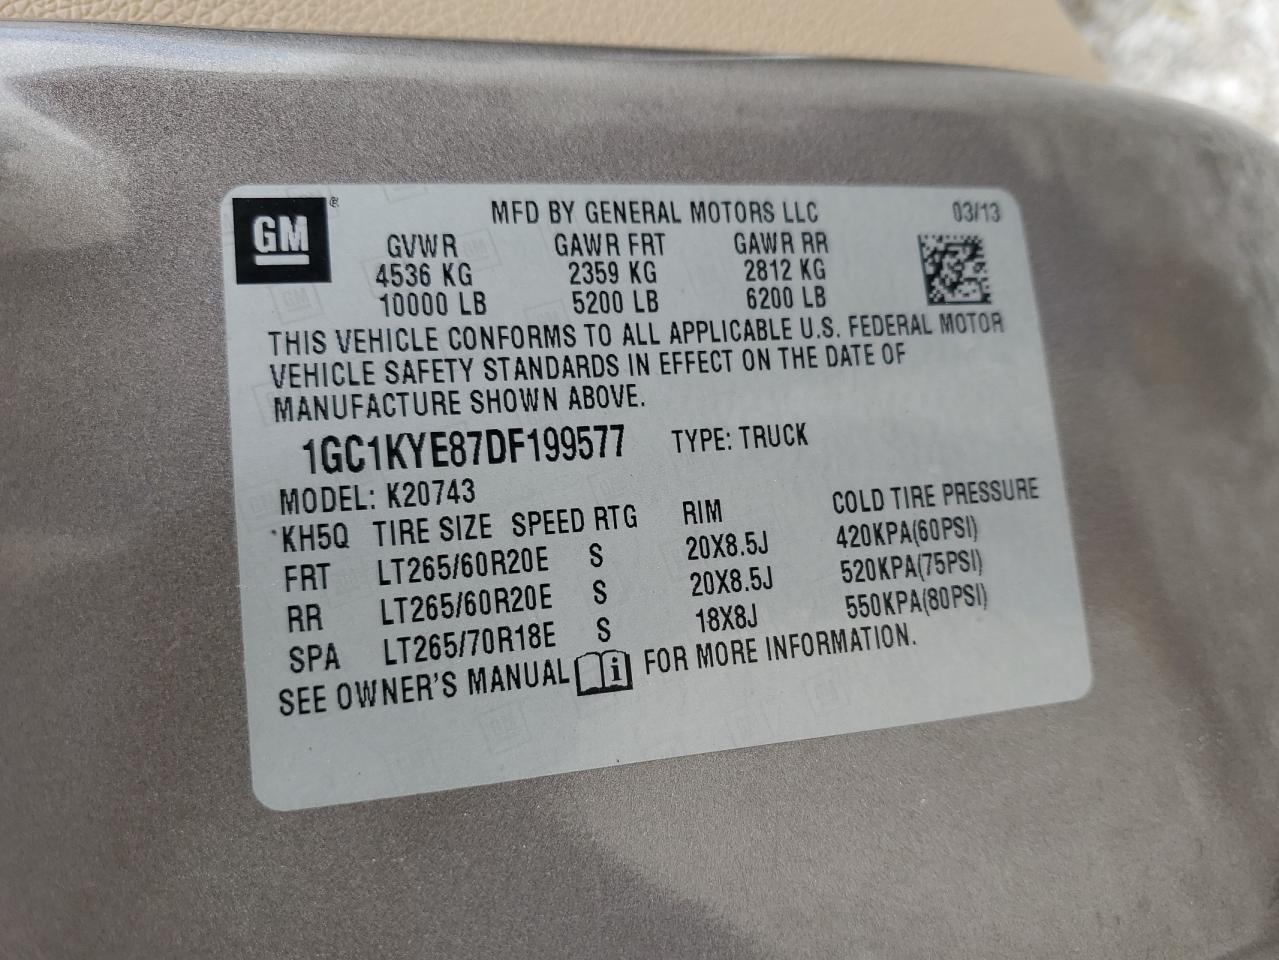 GM ® MFD BY GENERAL MOTORS LLC 03/13
GVWR GAWR FRT GAWR RR
4536 KG 2359 KG 2812 KG
10000 LB 5200 LB 6200 LB
THIS VEHICLE CONFORMS TO ALL APPLICABLE U.S. FEDERAL MOTOR
VEHICLE SAFETY STANDARDS IN EFFECT ON THE DATE OF
MANUFACTURE SHOWN ABOVE.
1GC1KYE87DF199577 TYPE: TRUCK
MODEL: K20743
*KH5Q TIRE SIZE SPEED RTG RIM COLD TIRE PRESSURE
FRT LT265/60R20E S 20X8.5J 420KPA(60PSI)
RR LT265/60R20E S 20X8.5J 520KPA(75PSI)
SPA LT265/70R18E S 18X8J 550KPA(80PSI)
SEE OWNER'S MANUAL i FOR MORE INFORMATION.